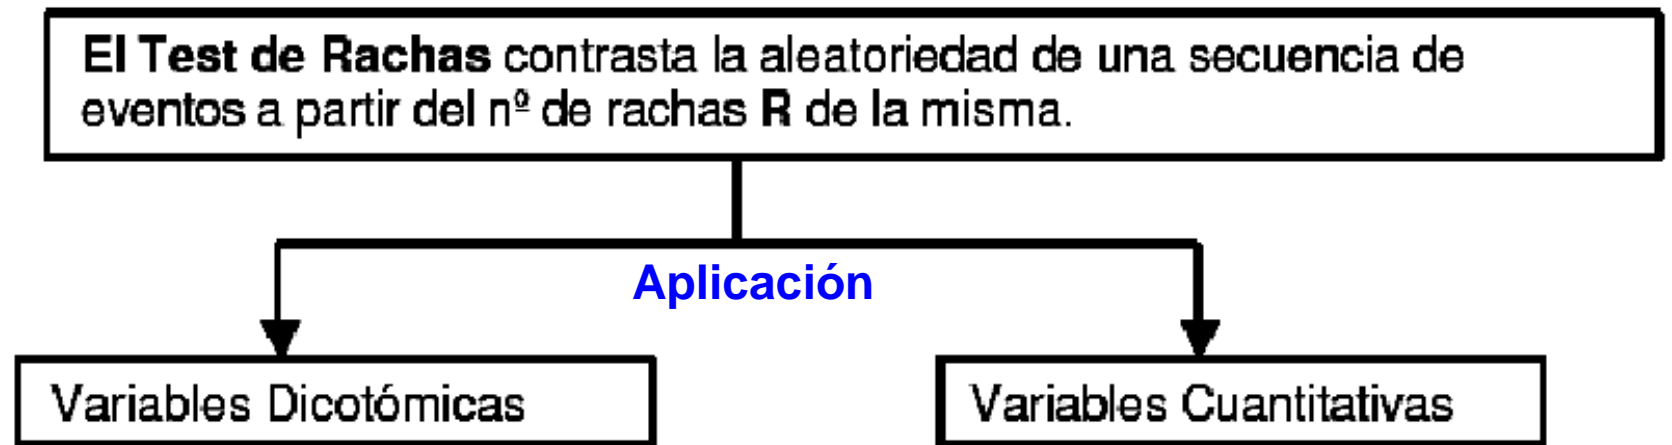 El Test de Rachas contrasta la aleatoriedad de una secuencia de
eventos a partir del nº de rachas R de la misma.
Aplicación
Variables Dicotómicas
Variables Cuantitativas